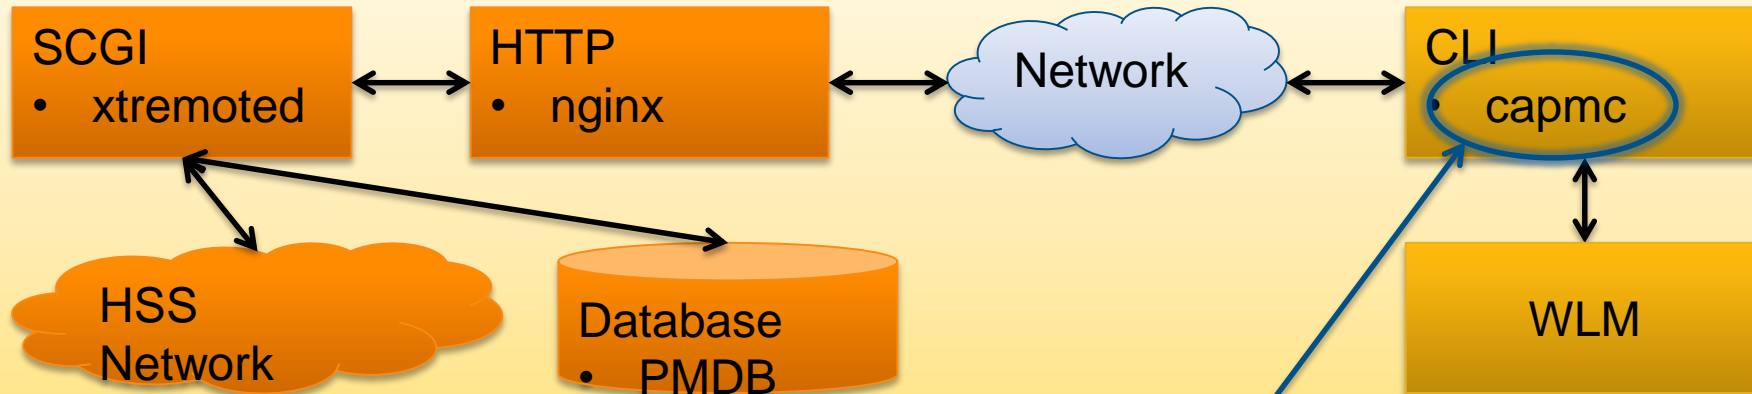 SCGI
• xtremoted
HTTP
• nginx
Network
CLI
• capmc
HSS
Network
Database
• PMDB
WLM